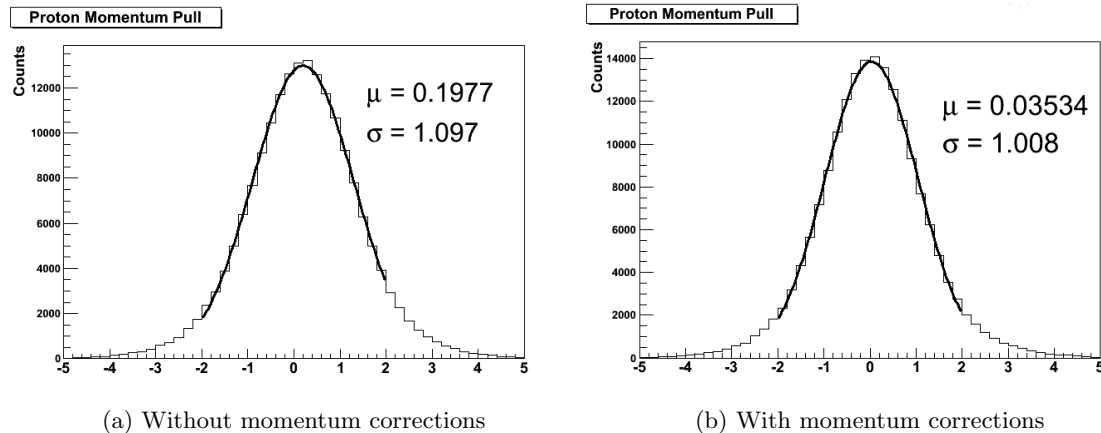 Proton Momentum Pull
Counts
12000
10000
8000
6000
4000
2000
0
-5 -4 -3 -2 -1 0 1 2 3 4 5
μ = 0.1977
σ = 1.097
(a) Without momentum corrections
Proton Momentum Pull
Counts
14000
12000
10000
8000
6000
4000
2000
0
-5 -4 -3 -2 -1 0 1 2 3 4 5
μ = 0.03534
σ = 1.008
(b) With momentum corrections